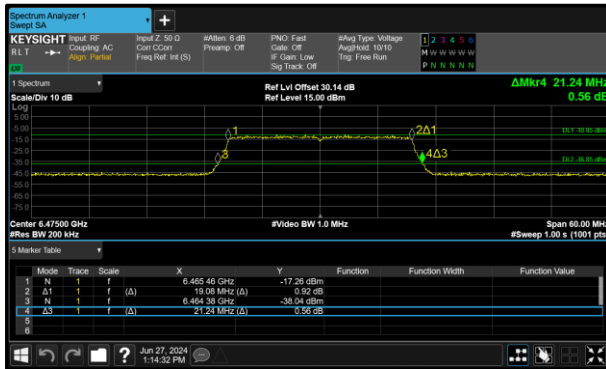 Spectrum Analyzer 1
Swept SA
KEYSIGHT Input: RF Input Z: 50 Ω #Atten: 6 dB PNO: Fast #Avg Type: Voltage 1 2 3 4 5 6
RLT Coupling: AC Corr CCorr Preamp: Off Gate: Off Avg|Hold: 10/10 M W W W W W
Align: Partial Freq Ref: Int (S) IF Gain: Low Trig: Free Run
Sig Track: Off P N N N N N
1 Spectrum Ref Lvl Offset 30.14 dB ΔMkr4 21.24 MHz
Scale/Div 10 dB Ref Level 15.00 dBm 0.56 dB
Log
5.00
-5.00
-15.0
-25.0
-35.0
-45.0
-55.0
-65.0
-75.0
1
2Δ1
3
4Δ3
DL2 -36.85 dBm
Center 6.47500 GHz #Video BW 1.0 MHz Span 60.00 MHz
#Res BW 200 kHz #Sweep 1.00 s (1001 pts
5 Marker Table
Mode Trace Scale X Y Function Function Width Function Value
1 N 1 f 6.465 46 GHz -17.26 dBm
2 Δ1 1 f (Δ) 19.08 MHz (Δ) 0.92 dB
3 N 1 f 6.464 38 GHz -38.04 dBm
4 Δ3 1 f (Δ) 21.24 MHz (Δ) 0.56 dB
5
6
? Jun 27, 2024
1:14:32 PM